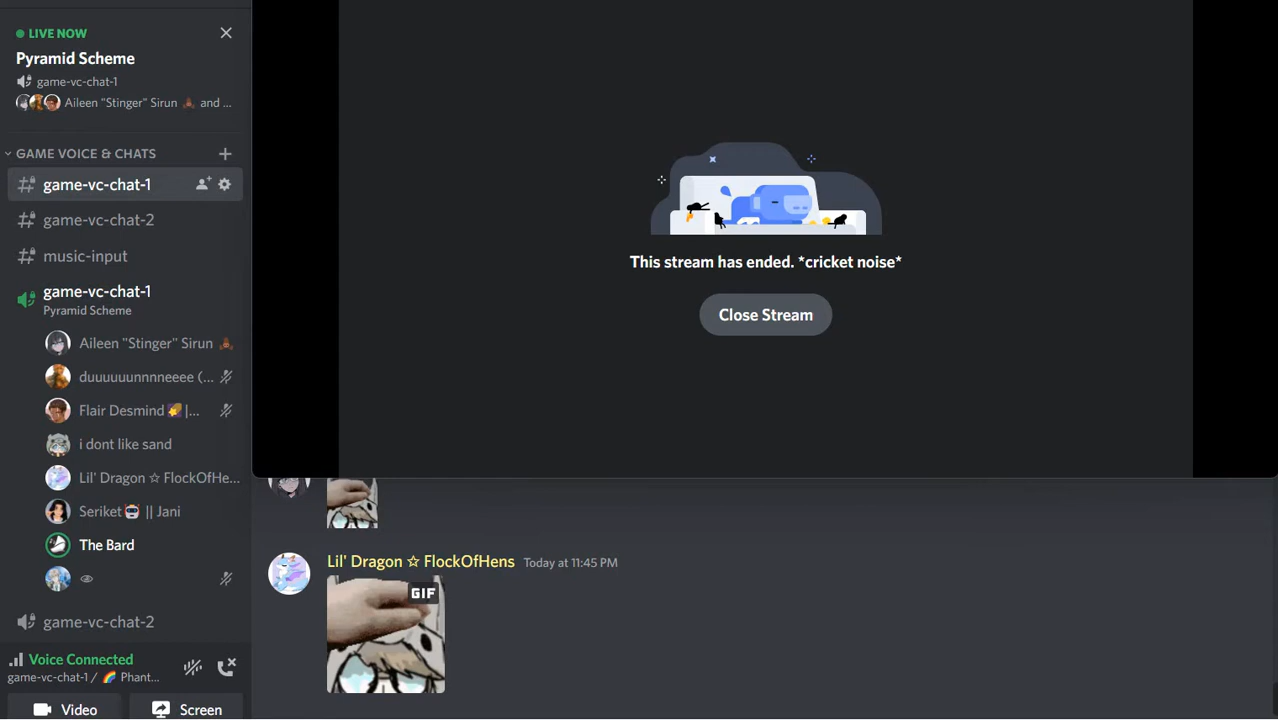 LIVE NOW
Pyramid Scheme
game-vc-chat-1
Aileen "Stinger" Sirun 🦂 and ...
GAME VOICE & CHATS
game-vc-chat-1
game-vc-chat-2
music-input
game-vc-chat-1
Pyramid Scheme
Aileen "Stinger" Sirun 🦂
duuuuuunnnneeee (...
Flair Desmind 🌠 |...
i dont like sand
Lil' Dragon ☆ FlockOfHe...
Seriket 🤖 || Jani
The Bard
👁
game-vc-chat-2
Voice Connected
game-vc-chat-1 / 🌈 Phant...
Video
Screen
This stream has ended. *cricket noise*
Close Stream
Lil' Dragon ☆ FlockOfHens Today at 11:45 PM
GIF